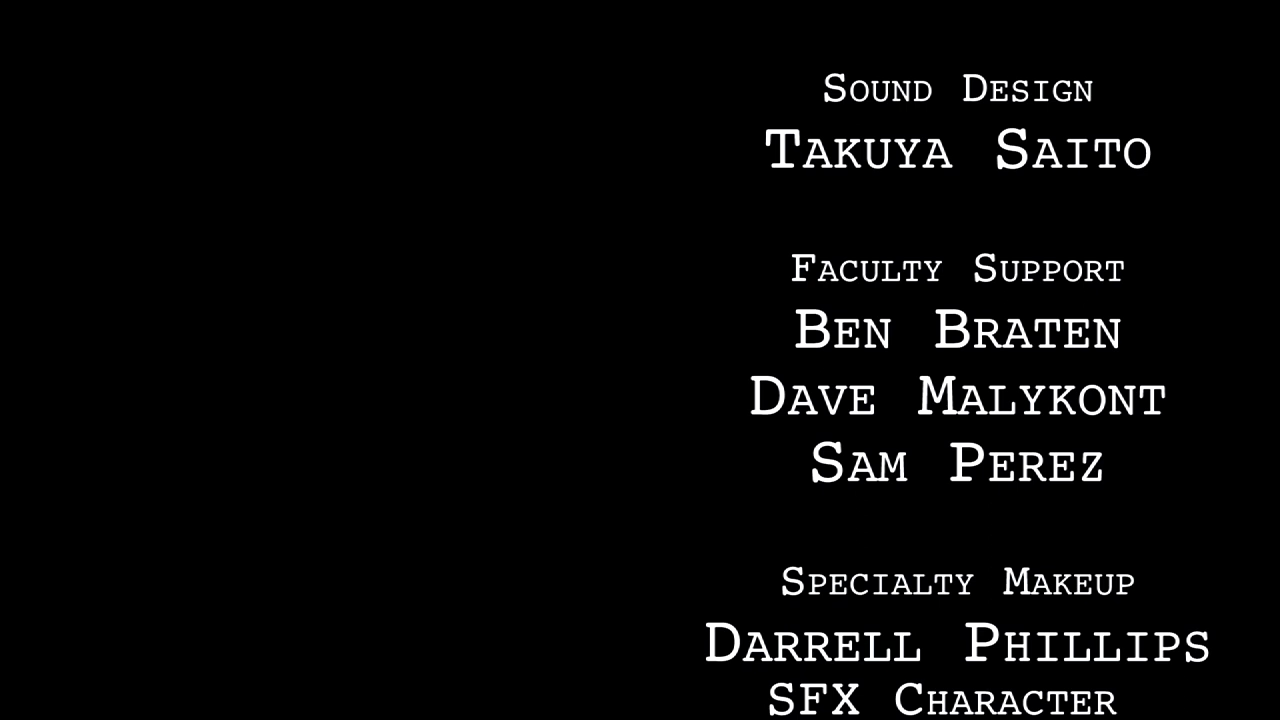 Sound Design
Takuya Saito
Faculty Support
Ben Braten
Dave Malykont
Sam Perez
Specialty Makeup
Darrell Phillips
SFX Character